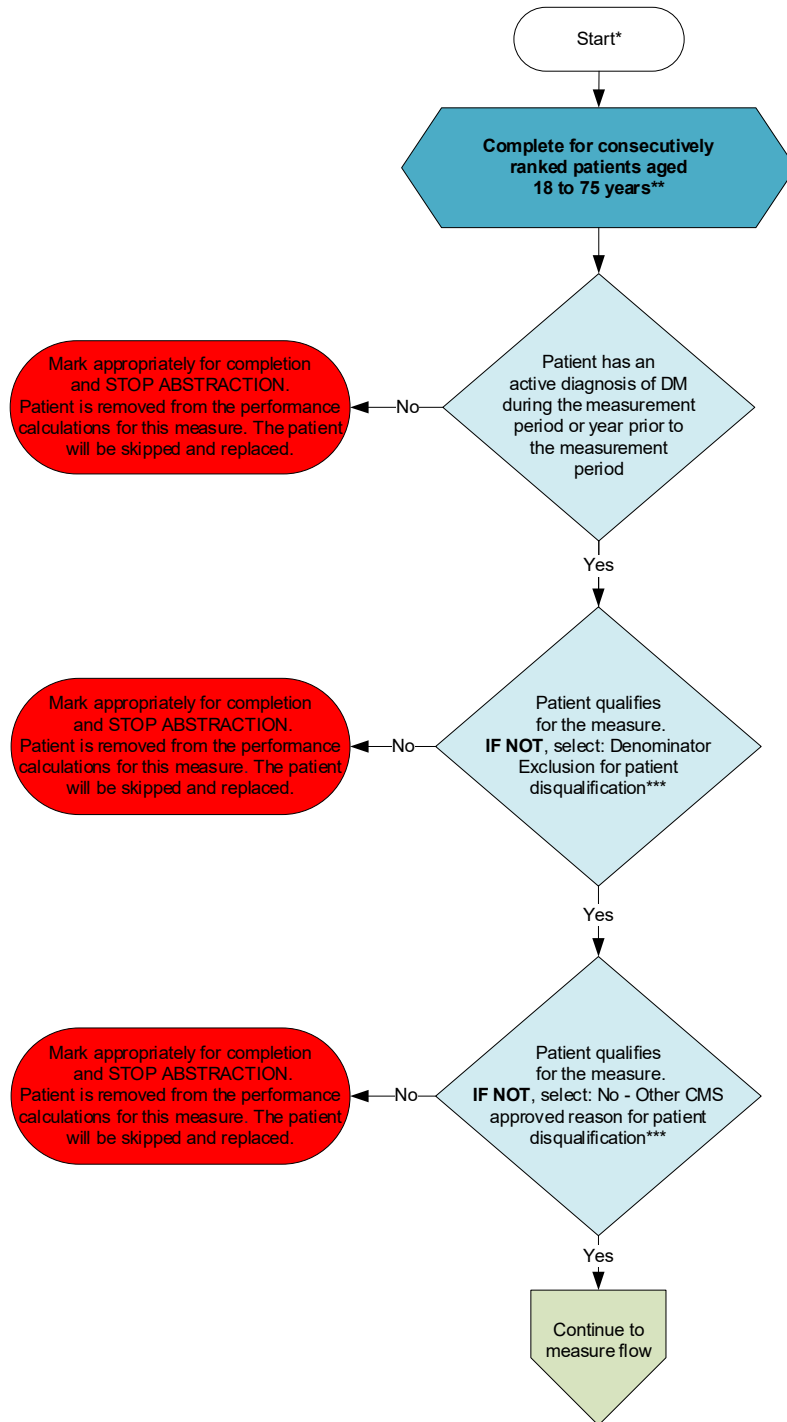 Start*
Complete for consecutively
ranked patients aged
18 to 75 years**
Patient has an
active diagnosis of DM
during the measurement
period or year prior to
the measurement
period
No
Mark appropriately for completion
and STOP ABSTRACTION.
Patient is removed from the performance
calculations for this measure. The patient
will be skipped and replaced.
Yes
Patient qualifies
for the measure.
IF NOT, select: Denominator
Exclusion for patient
disqualification***
No
Mark appropriately for completion
and STOP ABSTRACTION.
Patient is removed from the performance
calculations for this measure. The patient
will be skipped and replaced.
Yes
Patient qualifies
for the measure.
IF NOT, select: No - Other CMS
approved reason for patient
disqualification***
No
Mark appropriately for completion
and STOP ABSTRACTION.
Patient is removed from the performance
calculations for this measure. The patient
will be skipped and replaced.
Yes
Continue to
measure flow